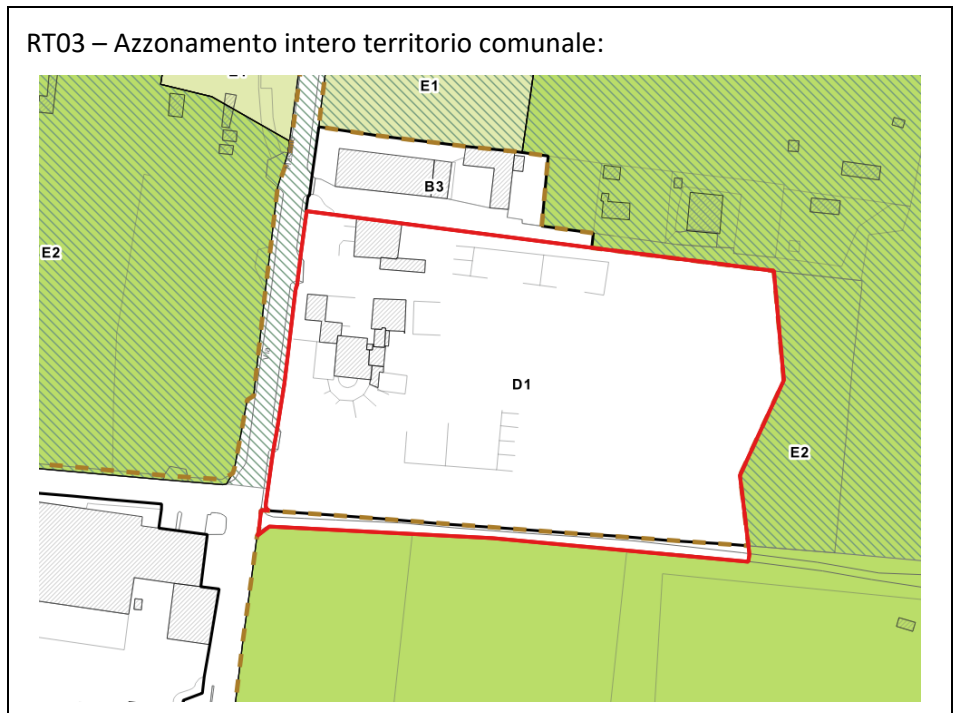 RT03 – Azzonamento intero territorio comunale:
E1
B3
E2
D1
E2